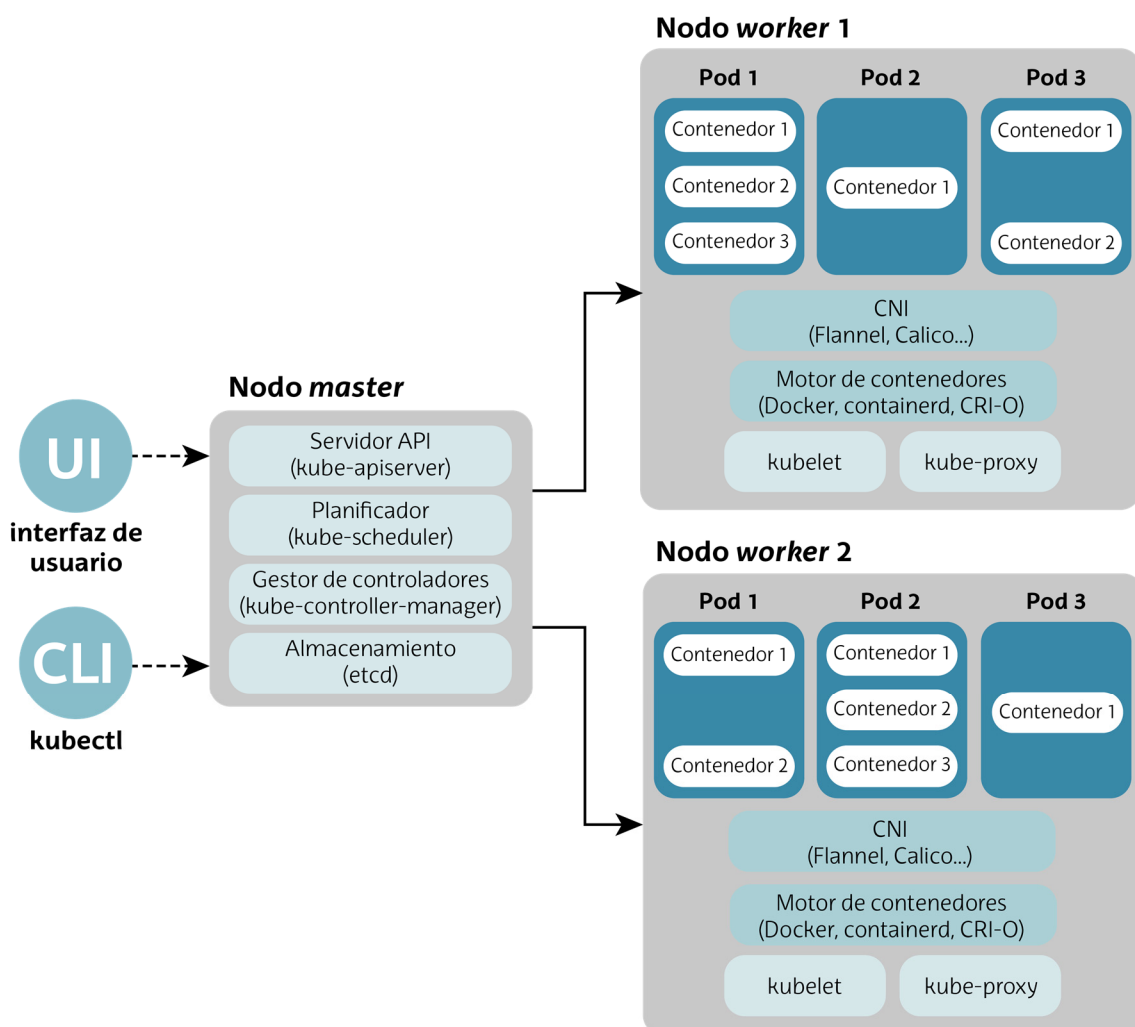 UI
interfaz de
usuario
CLI
kubectl
Nodo master
Servidor API
(kube-apiserver)
Planificador
(kube-scheduler)
Gestor de controladores
(kube-controller-manager)
Almacenamiento
(etcd)
Nodo worker 1
Pod 1
Contenedor 1
Contenedor 2
Contenedor 3
Pod 2
Contenedor 1
Pod 3
Contenedor 1
Contenedor 2
CNI
(Flannel, Calico...)
Motor de contenedores
(Docker, containerd, CRI-O)
kubelet
kube-proxy
Nodo worker 2
Pod 1
Contenedor 1
Contenedor 2
Pod 2
Contenedor 1
Contenedor 2
Contenedor 3
Pod 3
Contenedor 1
CNI
(Flannel, Calico...)
Motor de contenedores
(Docker, containerd, CRI-O)
kubelet
kube-proxy